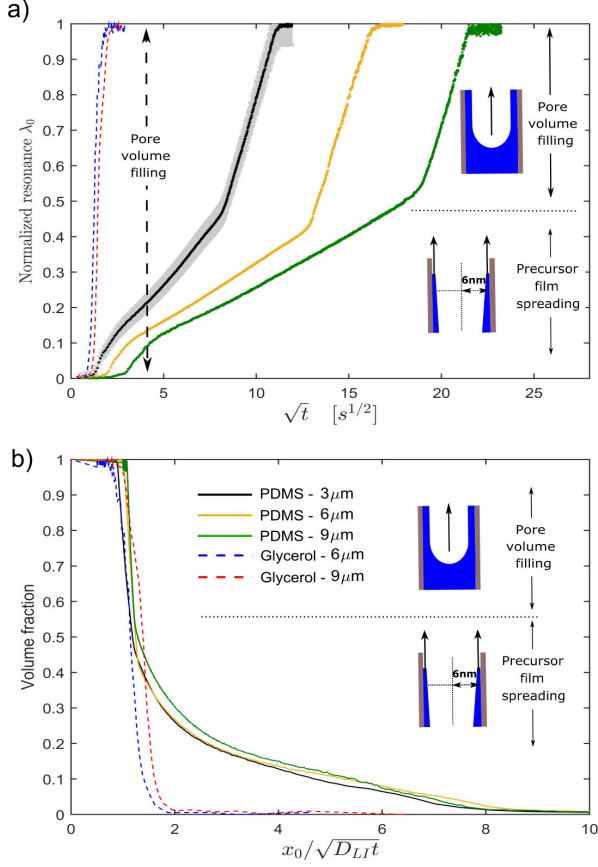 a)
Normalized resonance λ₀
1
0.9
0.8
0.7
0.6
0.5
0.4
0.3
0.2
0.1
0
Pore
volume
filling
Pore
volume
filling
6nm
Precursor
film
spreading
0
5
10
15
20
25
√t [s^{1/2}]
b)
Volume fraction
1
0.9
0.8
0.7
0.6
0.5
0.4
0.3
0.2
0.1
0
PDMS - 3μm
PDMS - 6μm
PDMS - 9μm
Glycerol - 6μm
Glycerol - 9μm
Pore
volume
filling
6nm
Precursor
film
spreading
0
2
4
6
8
10
x₀/√D_{LI}t